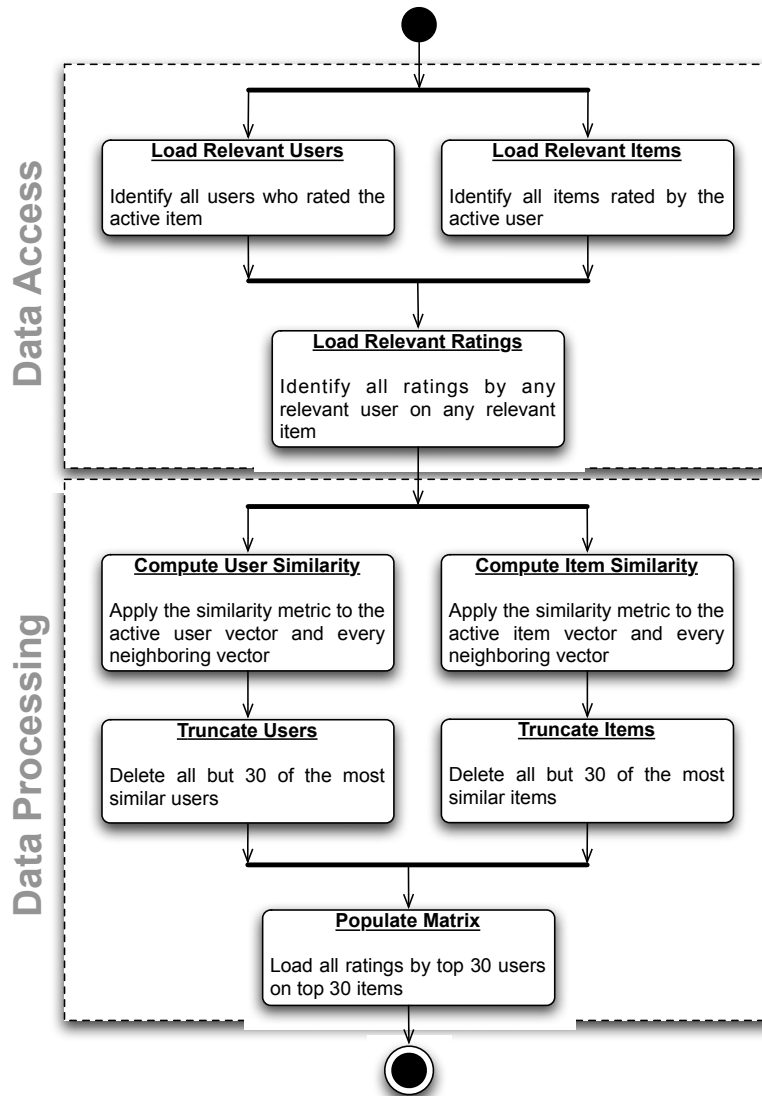 Data Access
Load Relevant Users
Identify all users who rated the
active item
Load Relevant Items
Identify all items rated by the
active user
Load Relevant Ratings
Identify all ratings by any
relevant user on any relevant
item
Data Processing
Compute User Similarity
Apply the similarity metric to the
active user vector and every
neighboring vector
Compute Item Similarity
Apply the similarity metric to the
active item vector and every
neighboring vector
Truncate Users
Delete all but 30 of the most
similar users
Truncate Items
Delete all but 30 of the most
similar items
Populate Matrix
Load all ratings by top 30 users
on top 30 items